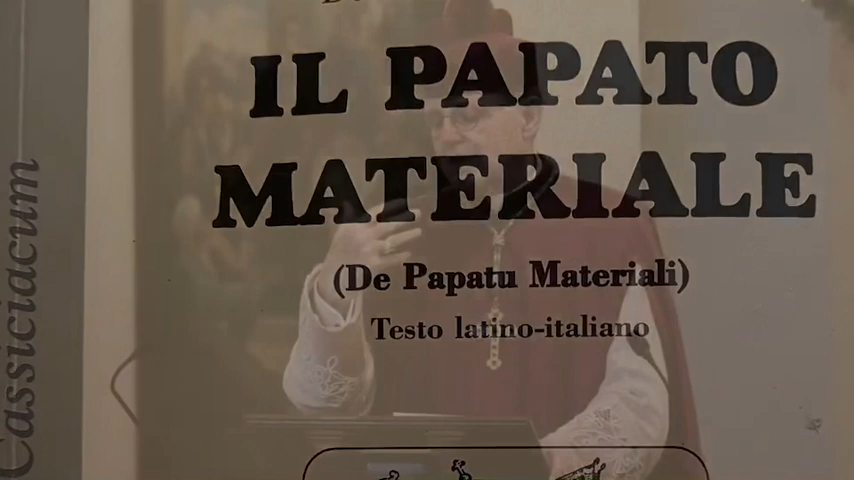 IL PAPATO
MATERIALE
(De Papatu Materiali)
Testo latino-italiano
Cassiciacum